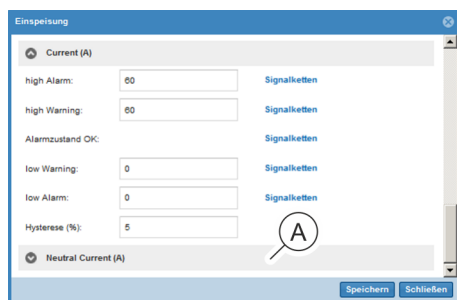 Einspeisung
Current (A)
high Alarm: 60 Signalketten
high Warning: 60 Signalketten
Alarmzustand OK: Signalketten
low Warning: 0 Signalketten
low Alarm: 0 Signalketten
Hysterese (%): 5
A
Neutral Current (A)
Speichern Schließen